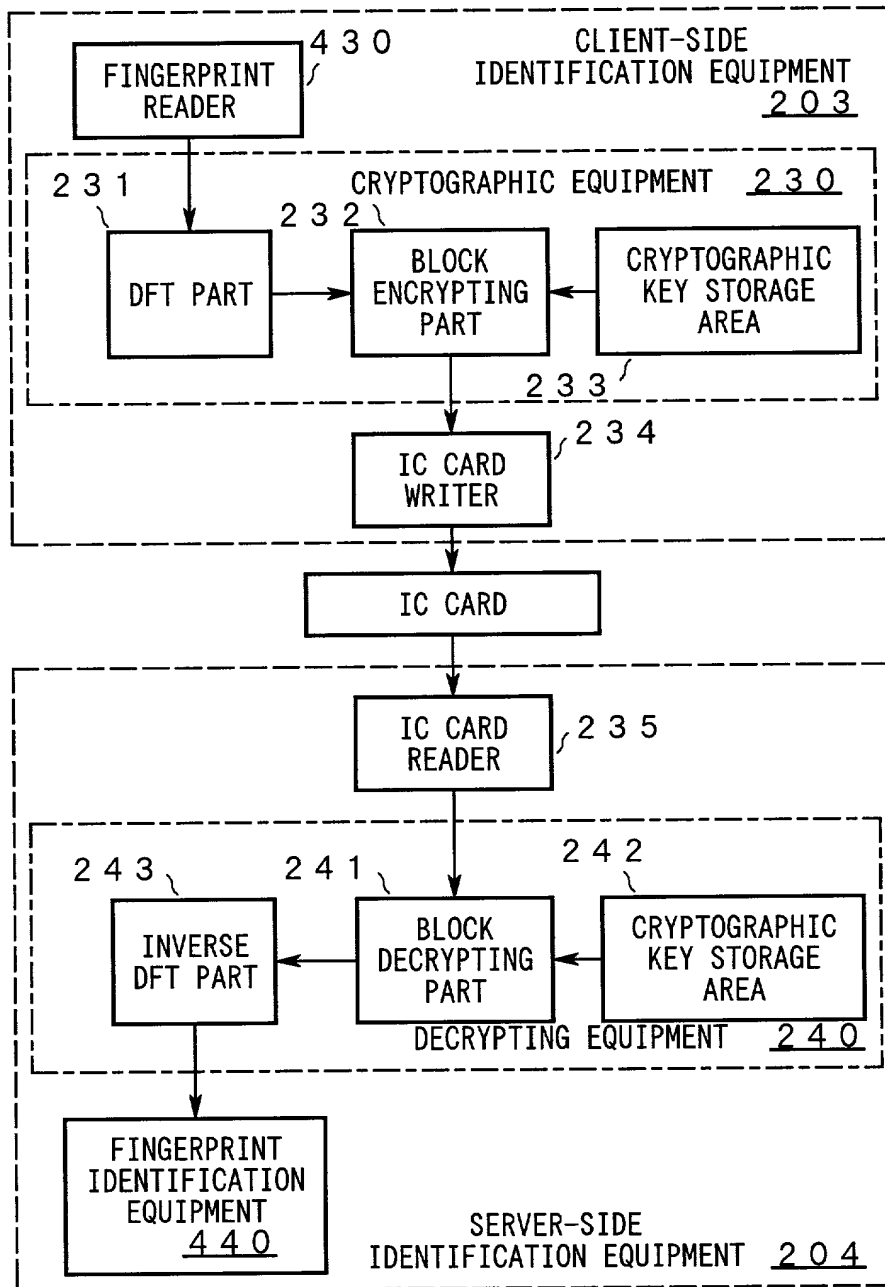 430
CLIENT-SIDE
IDENTIFICATION EQUIPMENT
203
FINGERPRINT
READER
231
232
CRYPTOGRAPHIC EQUIPMENT 230
DFT PART
BLOCK
ENCRYPTING
PART
CRYPTOGRAPHIC
KEY STORAGE
AREA
233
234
IC CARD
WRITER
IC CARD
IC CARD
READER
235
243
241
242
INVERSE
DFT PART
BLOCK
DECRYPTING
PART
CRYPTOGRAPHIC
KEY STORAGE
AREA
DECRYPTING EQUIPMENT 240
FINGERPRINT
IDENTIFICATION
EQUIPMENT
440
SERVER-SIDE
IDENTIFICATION EQUIPMENT 204